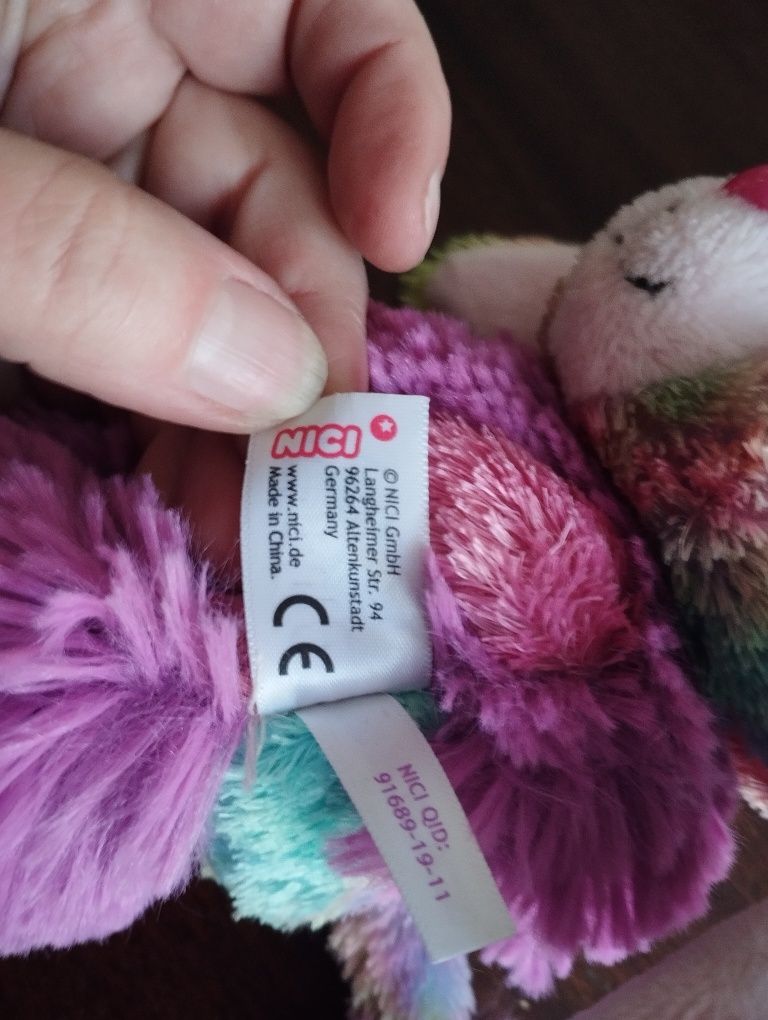 NICI
© NICI GmbH
Langheimer Str. 94
96264 Altenkunstadt
Germany
www.nici.de
Made in China.
CE
NICI QID:
91689-19-11